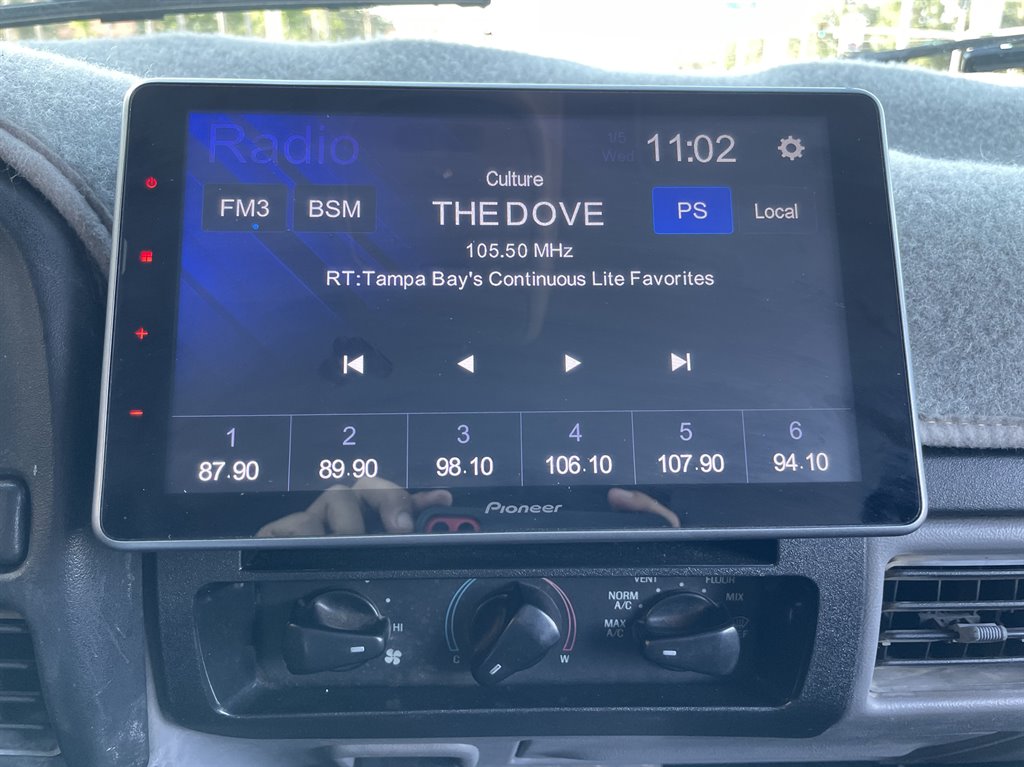 Radio
1/5
Wed
11:02
Culture
FM3
BSM
THE DOVE
PS
Local
105.50 MHz
RT:Tampa Bay's Continuous Lite Favorites
1
2
3
4
5
6
87.90
89.90
98.10
106.10
107.90
94.10
Pioneer
VENT
FLOOR
NORM
A/C
MIX
HI
MAX
A/C
C
W